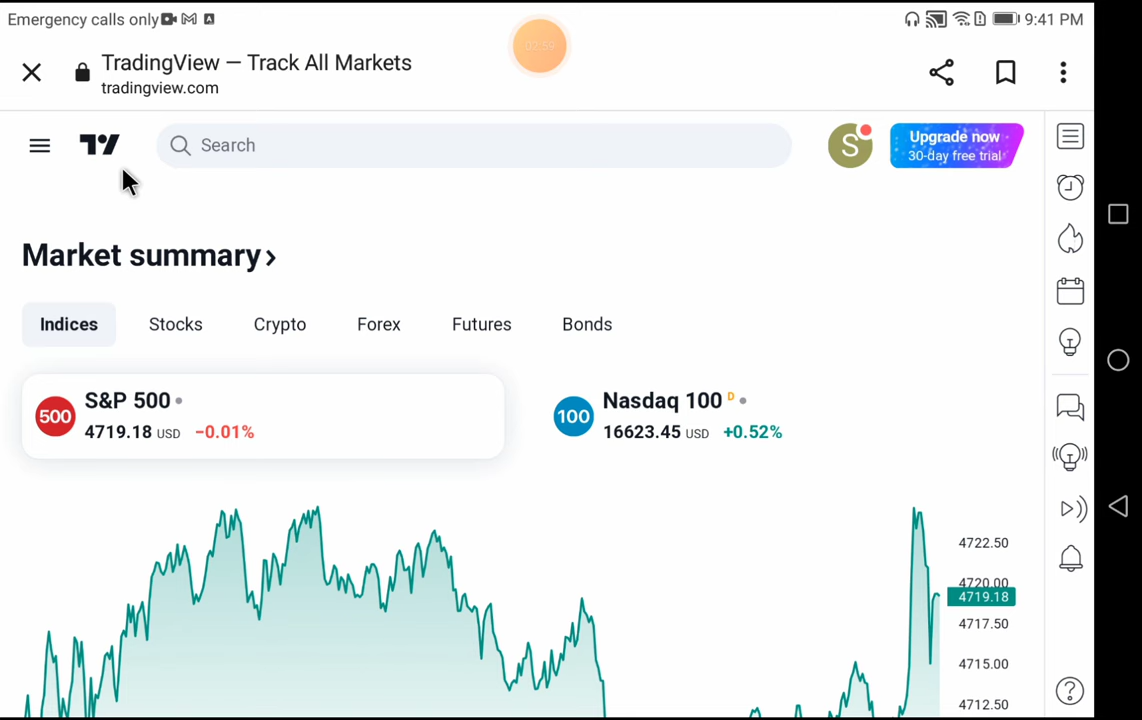 Emergency calls only
9:41 PM
02:59
TradingView — Track All Markets
tradingview.com
Search
S
Upgrade now
30-day free trial
Market summary ›
Indices
Stocks
Crypto
Forex
Futures
Bonds
500
S&P 500
4719.18 USD −0.01%
100
Nasdaq 100 D
16623.45 USD +0.52%
4722.50
4720.00
4719.18
4717.50
4715.00
4712.50